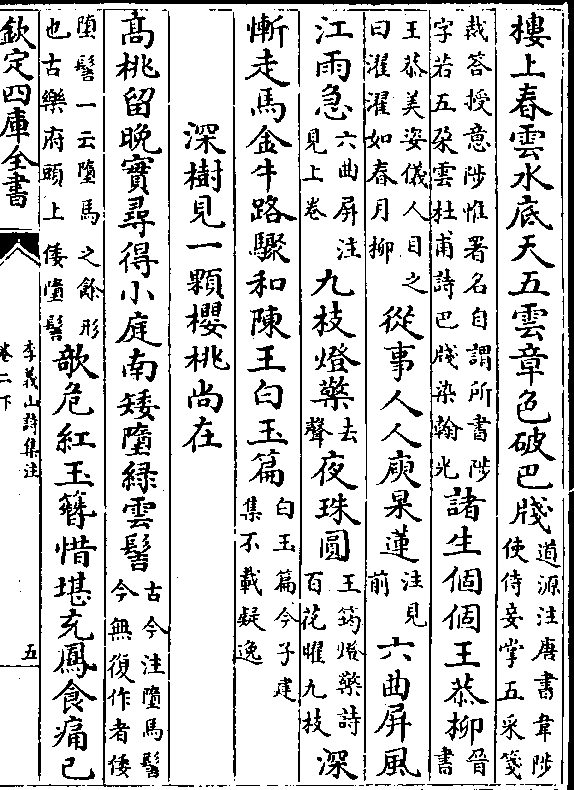 樓上春雲水底天五雲章色破巴牋道源注唐書韋陟使侍妾掌五采箋
裁答授意陟惟署名自謂所書陟字若五朶雲杜甫詩巴牋染翰光諸生個個王恭柳晉書
王恭美姿儀人目之曰濯濯如春月柳從事人人庾杲蓮注見前六曲屏風
江雨急六曲屏注見上卷九枝燈檠去聲夜珠圓王筠燈檠詩百花曜九枝深
慚走馬金牛路驟和陳王白玉篇白玉篇今子建集不載疑逸
深樹見一顆櫻桃尚在
高桃留晚實尋得小庭南矮墮綠雲髻古今注墮馬髻今無復作者倭
墮髻一云墮馬之餘形也古樂府頭上倭墮髻欹危紅玉簪惜堪充鳳食痛已
欽定四庫全書
李義山詩集注
卷二下
五